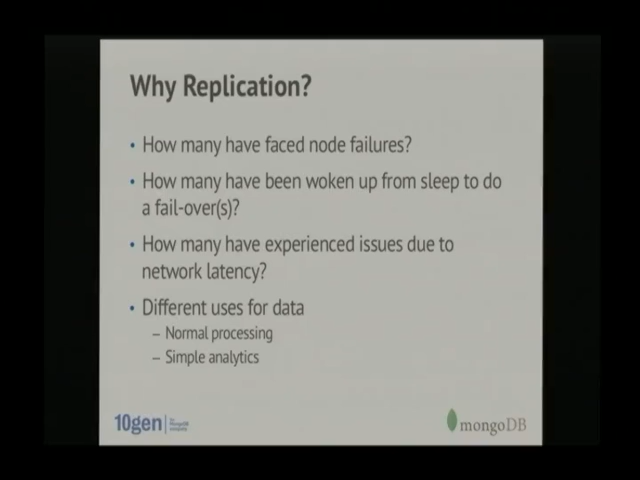 Why Replication?
• How many have faced node failures?
• How many have been woken up from sleep to do
a fail-over(s)?
• How many have experienced issues due to
network latency?
• Different uses for data
– Normal processing
– Simple analytics
10gen
mongoDB